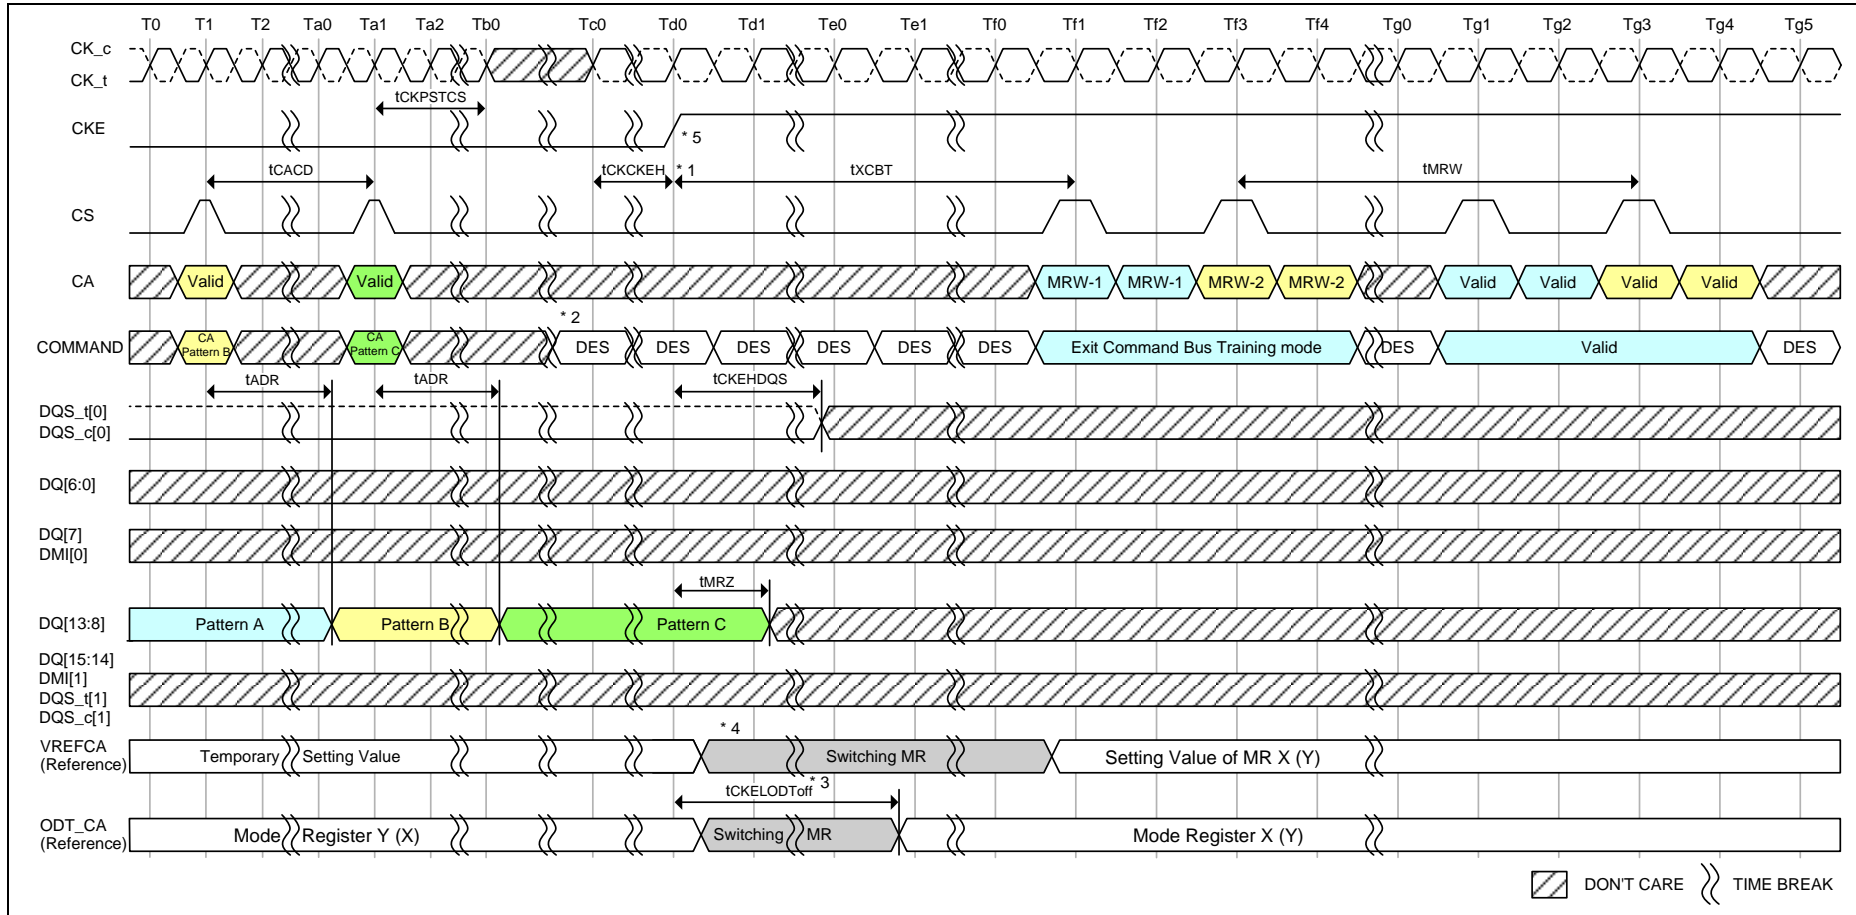 T0 T1 T2 Ta0 Ta1 Ta2 Tb0 Tc0 Td0 Td1 Te0 Te1 Tf0 Tf1 Tf2 Tf3 Tf4 Tg0 Tg1 Tg2 Tg3 Tg4 Tg5
CK_c
CK_t
tCKPSTCS
CKE
* 5
tCACD tCKCKEH * 1 tXCBT tMRW
CS
CA Valid Valid MRW-1 MRW-1 MRW-2 MRW-2 Valid Valid Valid Valid
* 2
COMMAND CA Pattern B CA Pattern C DES DES DES DES DES DES Exit Command Bus Training mode DES Valid DES
tADR tADR tCKEHDQS
DQS_t[0]
DQS_c[0]
DQ[6:0]
DQ[7]
DMI[0]
tMRZ
DQ[13:8] Pattern A Pattern B Pattern C
DQ[15:14]
DMI[1]
DQS_t[1]
DQS_c[1]
* 4
VREFCA
(Reference)
Temporary Setting Value Switching MR Setting Value of MR X (Y)
tCKELODToff * 3
ODT_CA
(Reference)
Mode Register Y (X) Switching MR Mode Register X (Y)
DON'T CARE TIME BREAK